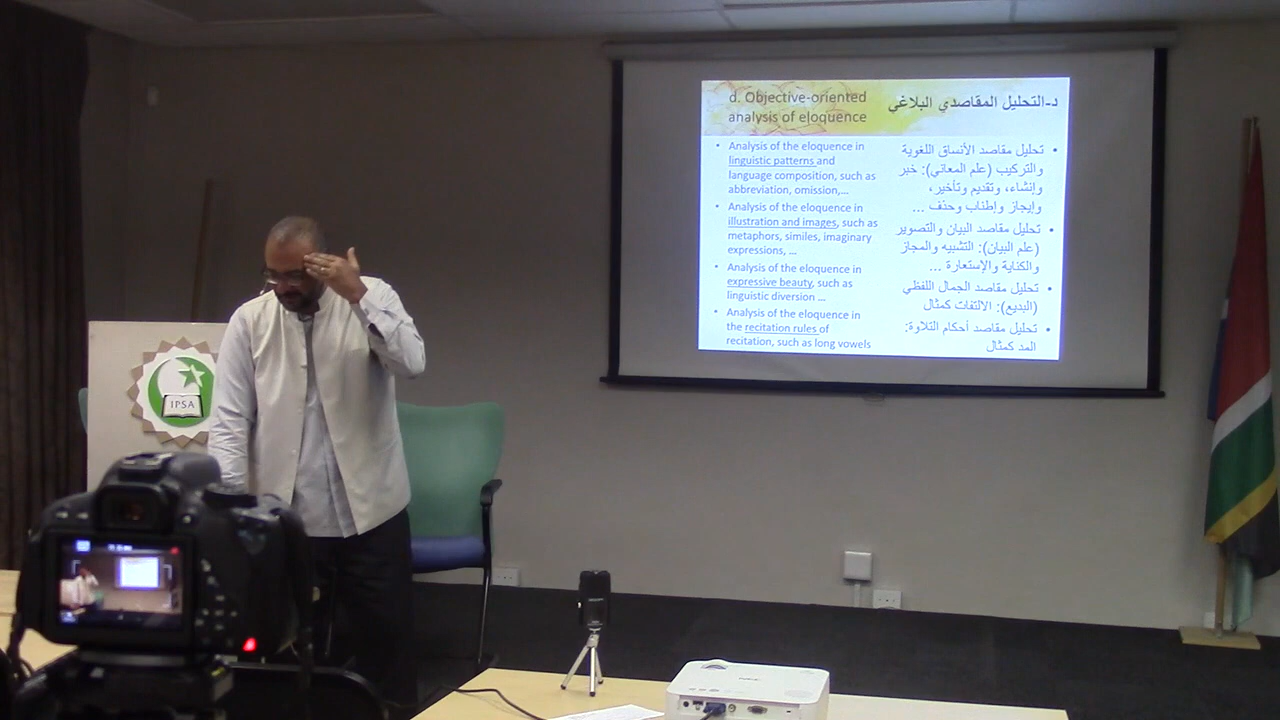 d. Objective-oriented
analysis of eloquence
د-التحليل المقاصدي البلاغي
• Analysis of the eloquence in
linguistic patterns and
language composition, such as
abbreviation, omission,...
• Analysis of the eloquence in
illustration and images, such as
metaphors, similes, imaginary
expressions, ...
• Analysis of the eloquence in
expressive beauty, such as
linguistic diversion ...
• Analysis of the eloquence in
the recitation rules of
recitation, such as long vowels
• تحليل مقاصد الأنساق اللغوية
والتركيب (علم المعاني): خبر
وإنشاء، وتقديم وتأخير،
وإيجاز وإطناب وحذف ...
• تحليل مقاصد البيان والتصوير
(علم البيان): التشبيه والمجاز
والكناية والإستعارة ...
• تحليل مقاصد الجمال اللفظي
(البديع): الالتفات كمثال
• تحليل مقاصد أحكام التلاوة:
المد كمثال
IPSA